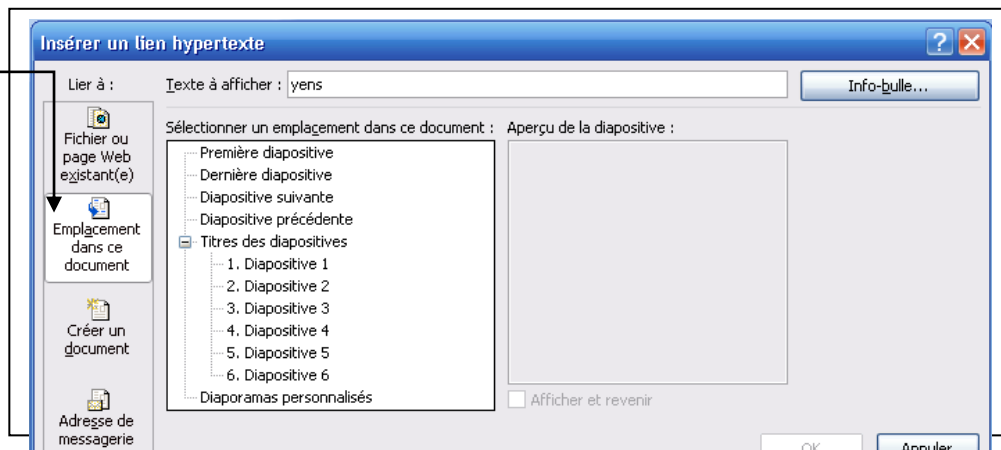 Insérer un lien hypertexte
Lier à :
Texte à afficher : yens
Info-bulle...
Fichier ou
page Web
existant(e)
Emplacement
dans ce
document
Créer un
document
Adresse de
messagerie
Sélectionner un emplacement dans ce document :
Première diapositive
Dernière diapositive
Diapositive suivante
Diapositive précédente
Titres des diapositives
1. Diapositive 1
2. Diapositive 2
3. Diapositive 3
4. Diapositive 4
5. Diapositive 5
6. Diapositive 6
Diaporamas personnalisés
Aperçu de la diapositive :
Afficher et revenir
OK
Annuler